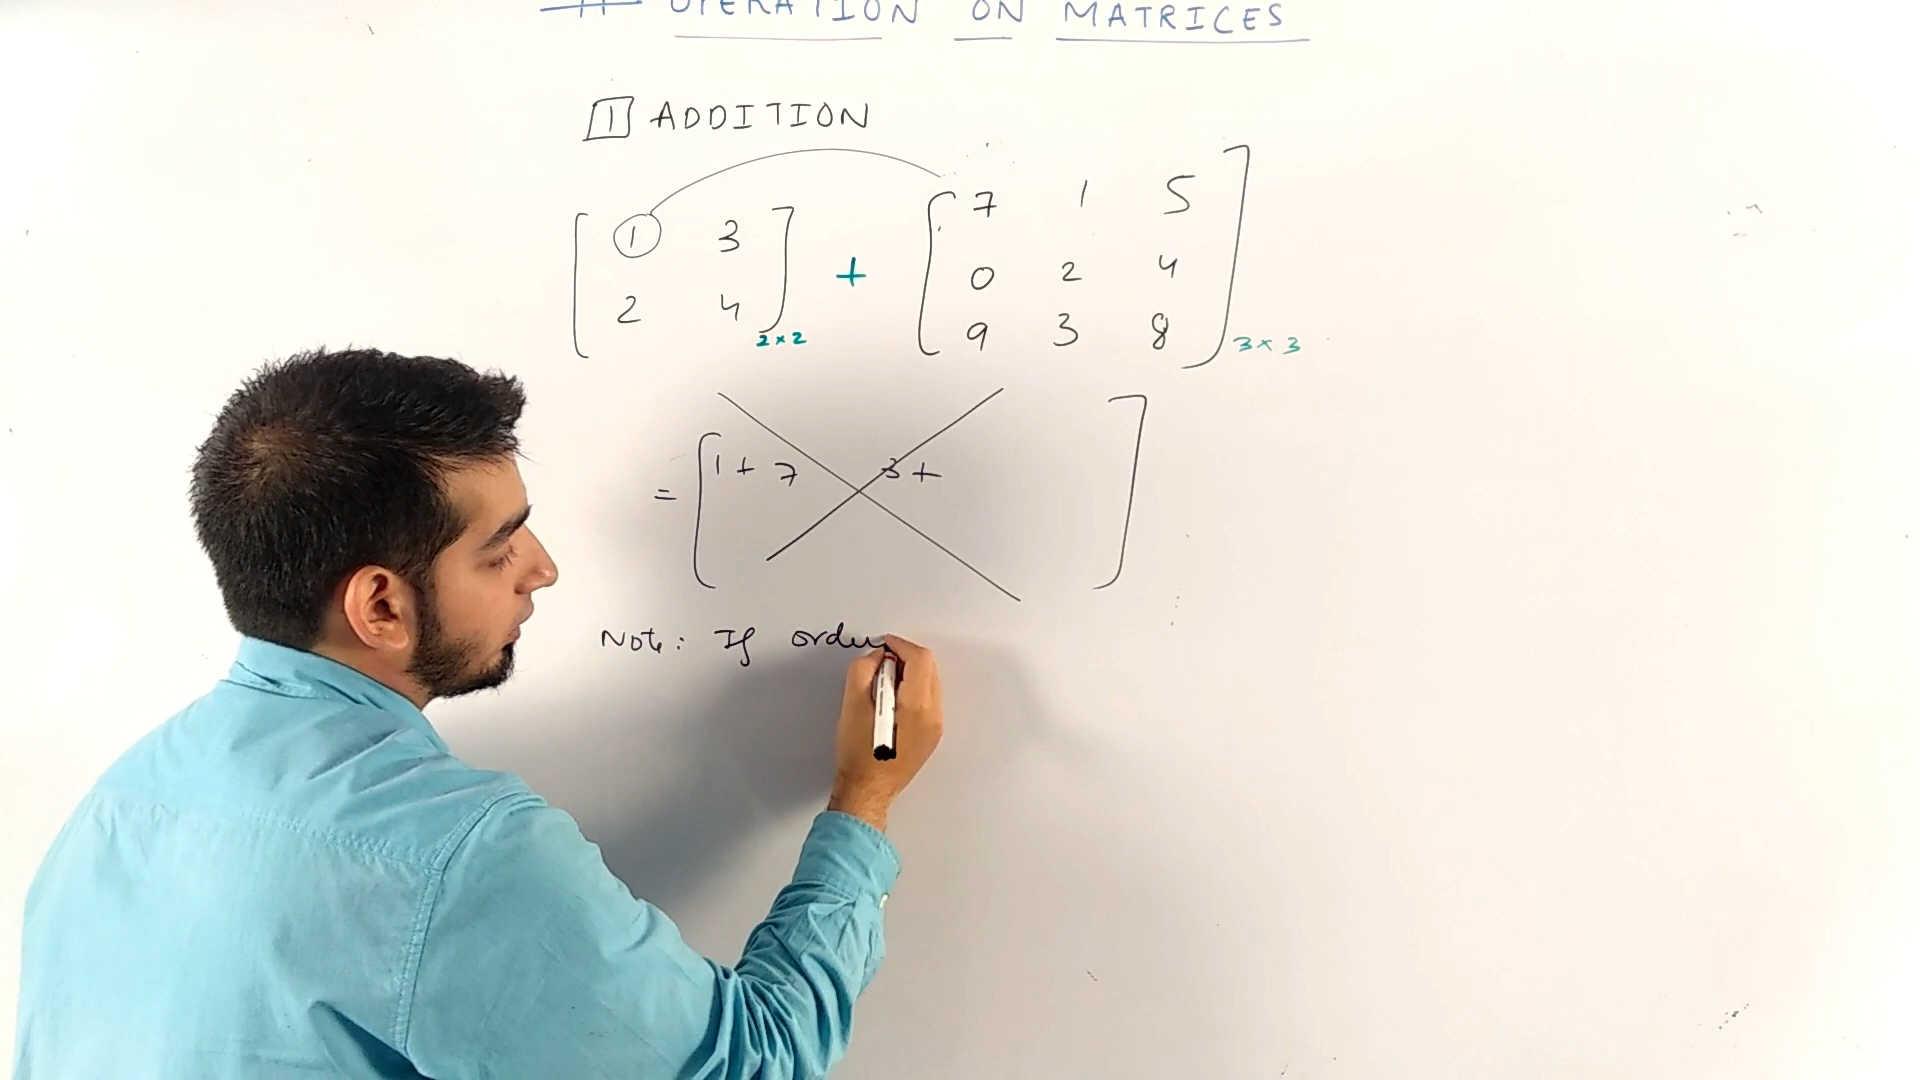 # OPERATION ON MATRICES
1 ADDITION
[ 1 3 ] + [ 7 1 5 ]
[ 2 4 ] 2×2 [ 0 2 4 ]
[ 9 3 8 ] 3×3
= [ 1 + 7 3 + ]
Note: If order